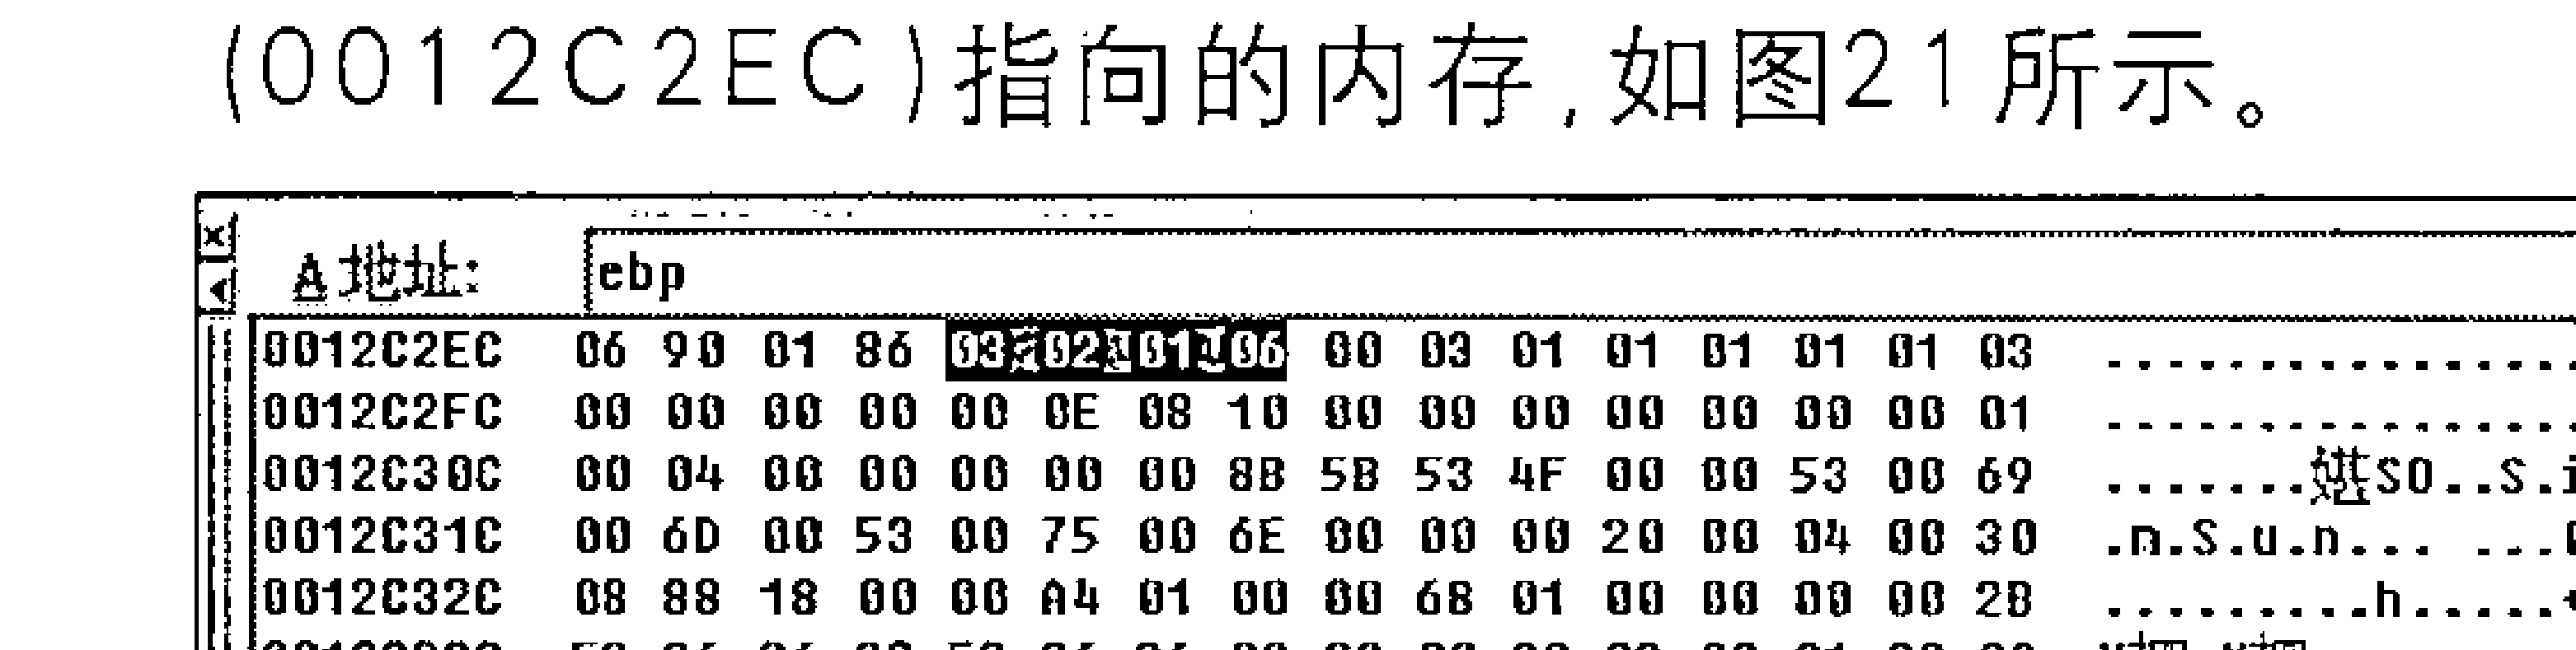 (0012C2EC)指向的内存,如图21所示。
A地址: ebp
0012C2EC 06 90 01 86 03 02 01 06 00 03 01 01 01 01 01 03 ...............
0012C2FC 00 00 00 00 00 0E 08 10 00 00 00 00 00 00 00 01 ...............
0012C30C 00 04 00 00 00 00 00 8B 5B 53 4F 00 00 53 00 69 .......SO..S.i
0012C31C 00 6D 00 53 00 75 00 6E 00 00 00 20 00 04 00 30 .m.S.u.n... ...0
0012C32C 08 88 18 00 00 A4 01 00 00 68 01 00 00 00 00 2B .........h.....+